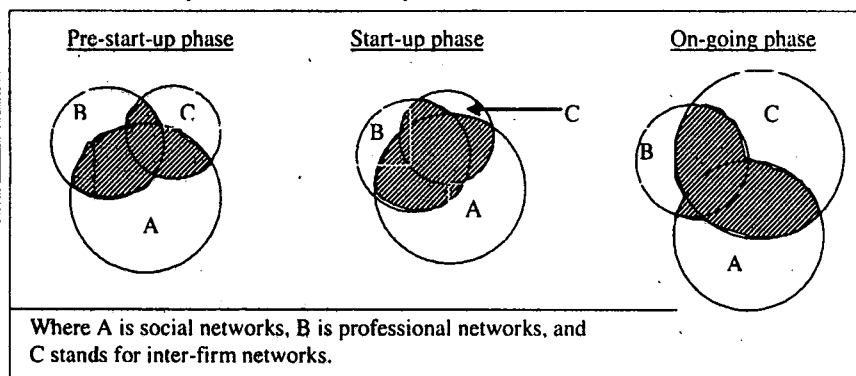 Pre-start-up phase
Start-up phase
On-going phase
B
C
A
B
C
A
B
C
A
Where A is social networks, B is professional networks, and
C stands for inter-firm networks.